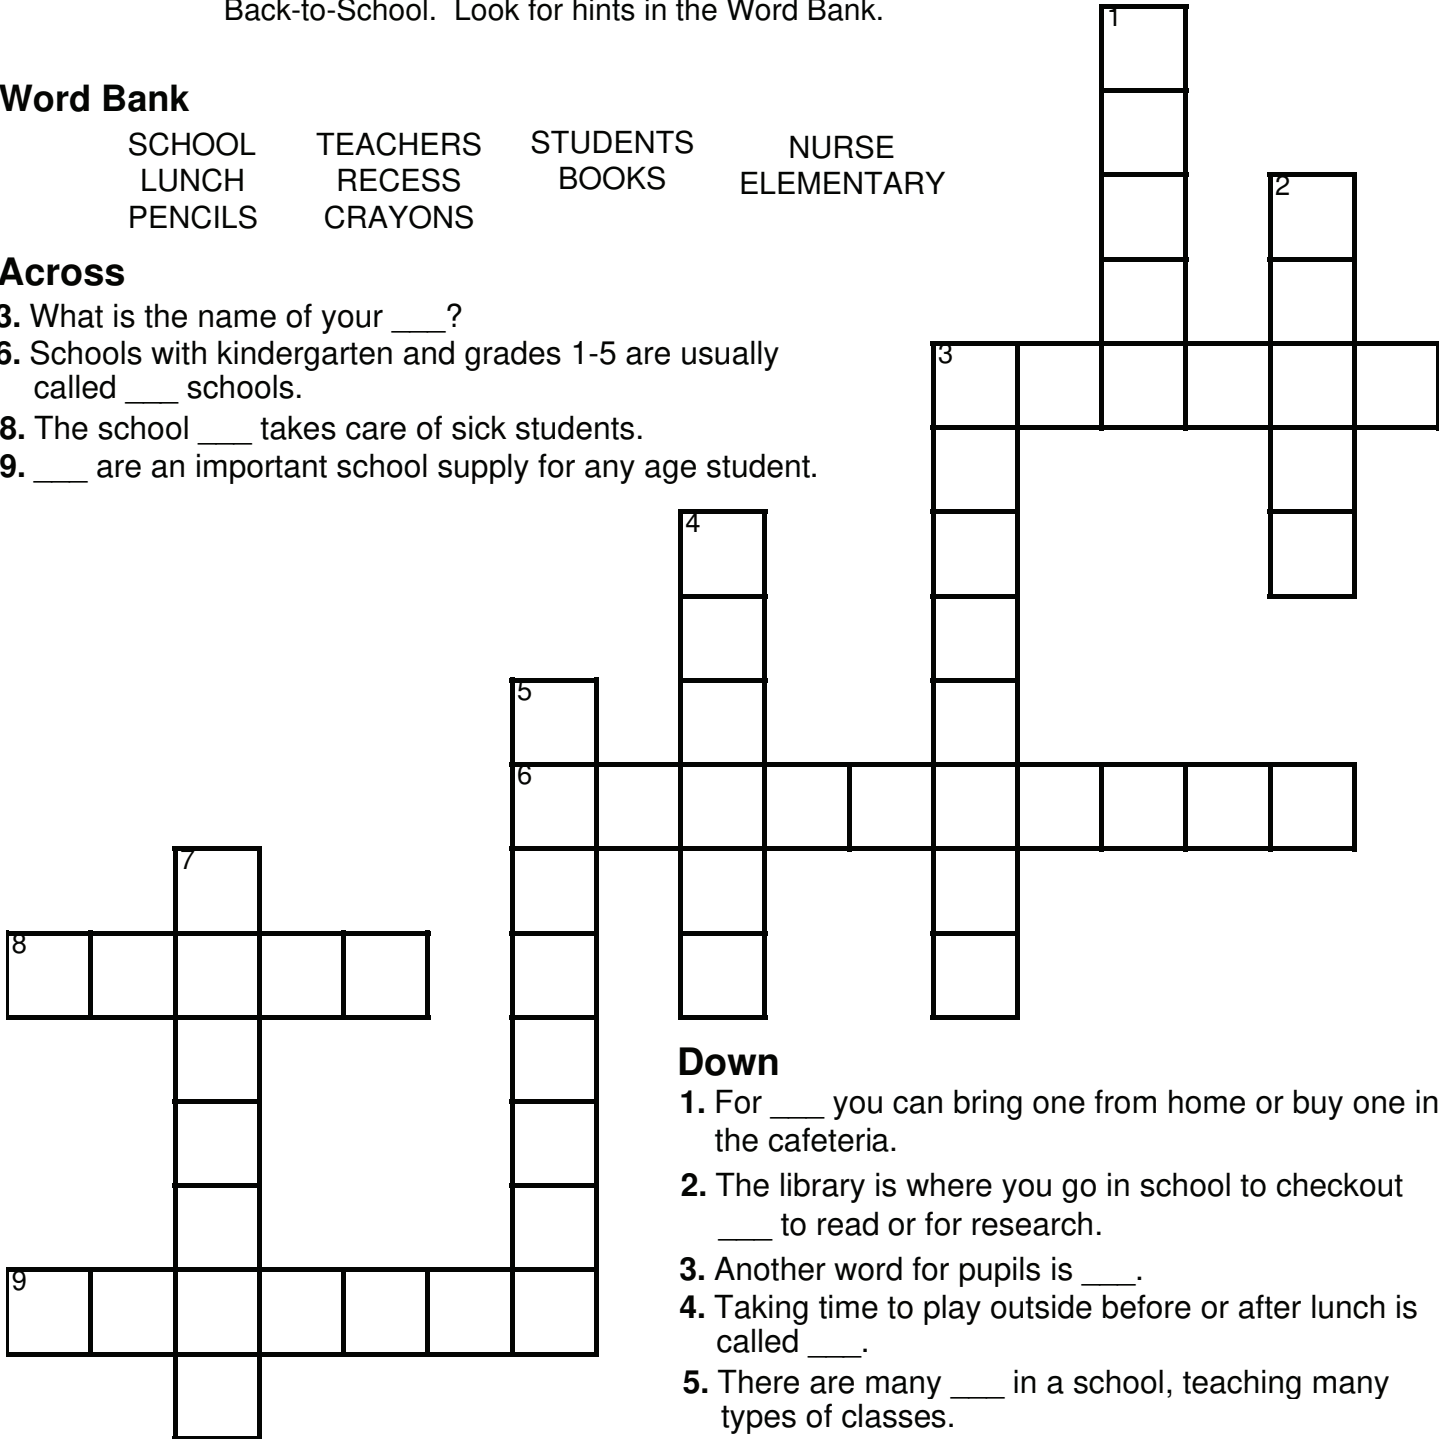 Back-to-School.  Look for hints in the Word Bank.
Word Bank
SCHOOL TEACHERS STUDENTS NURSE
LUNCH RECESS BOOKS ELEMENTARY
PENCILS CRAYONS
Across
3. What is the name of your ___?
6. Schools with kindergarten and grades 1-5 are usually
called ___ schools.
8. The school ___ takes care of sick students.
9. ___ are an important school supply for any age student.
1
2
3
4
5
6
7
8
9
Down
1. For ___ you can bring one from home or buy one in
the cafeteria.
2. The library is where you go in school to checkout
___ to read or for research.
3. Another word for pupils is ___.
4. Taking time to play outside before or after lunch is
called ___.
5. There are many ___ in a school, teaching many
types of classes.